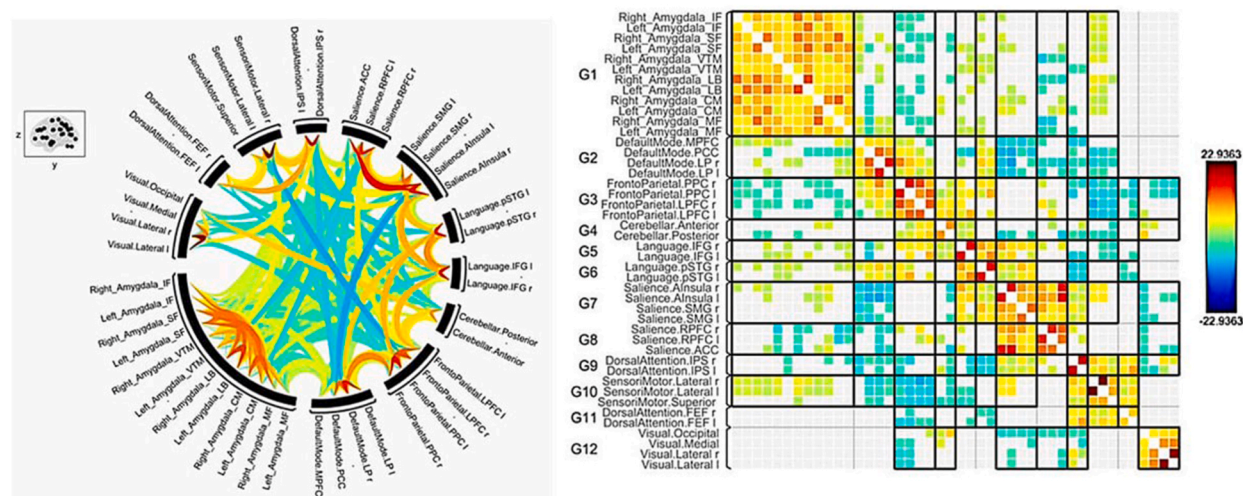 z
y
DorsalAttention.IPS r
DorsalAttention.IPS l
Salience.ACC
Salience.RPFC l
Salience.RPFC r
Salience.SMG l
Salience.SMG r
Salience.AInsula l
Salience.AInsula r
Language.pSTG l
Language.pSTG r
Language.IFG l
Language.IFG r
Cerebellar.Posterior
Cerebellar.Anterior
FrontoParietal.LPFC l
FrontoParietal.LPFC r
FrontoParietal.PPC l
FrontoParietal.PPC r
DefaultMode.LP l
DefaultMode.LP r
DefaultMode.PCC
DefaultMode.MPFC
Left_Amygdala_MF
Right_Amygdala_MF
Left_Amygdala_CM
Right_Amygdala_CM
Left_Amygdala_LB
Right_Amygdala_LB
Left_Amygdala_VTM
Right_Amygdala_VTM
Left_Amygdala_SF
Right_Amygdala_SF
Left_Amygdala_IF
Right_Amygdala_IF
Visual.Lateral l
Visual.Lateral r
Visual.Medial
Visual.Occipital
DorsalAttention.FEF l
DorsalAttention.FEF r
SensoriMotor.Superior
SensoriMotor.Lateral l
SensoriMotor.Lateral r
G1
Right_Amygdala_IF
Left_Amygdala_IF
Right_Amygdala_SF
Left_Amygdala_SF
Right_Amygdala_VTM
Left_Amygdala_VTM
Right_Amygdala_LB
Left_Amygdala_LB
Right_Amygdala_CM
Left_Amygdala_CM
Right_Amygdala_MF
Left_Amygdala_MF
G2
DefaultMode.MPFC
DefaultMode.PCC
DefaultMode.LP r
DefaultMode.LP l
G3
FrontoParietal.PPC r
FrontoParietal.PPC l
FrontoParietal.LPFC r
FrontoParietal.LPFC l
G4
Cerebellar.Anterior
Cerebellar.Posterior
G5
Language.IFG r
Language.IFG l
G6
Language.pSTG r
Language.pSTG l
G7
Salience.AInsula r
Salience.AInsula l
Salience.SMG r
Salience.SMG l
G8
Salience.RPFC r
Salience.RPFC l
Salience.ACC
G9
DorsalAttention.IPS r
DorsalAttention.IPS l
G10
SensoriMotor.Lateral r
SensoriMotor.Lateral l
SensoriMotor.Superior
G11
DorsalAttention.FEF r
DorsalAttention.FEF l
G12
Visual.Occipital
Visual.Medial
Visual.Lateral r
Visual.Lateral l
22.9363
-22.9363